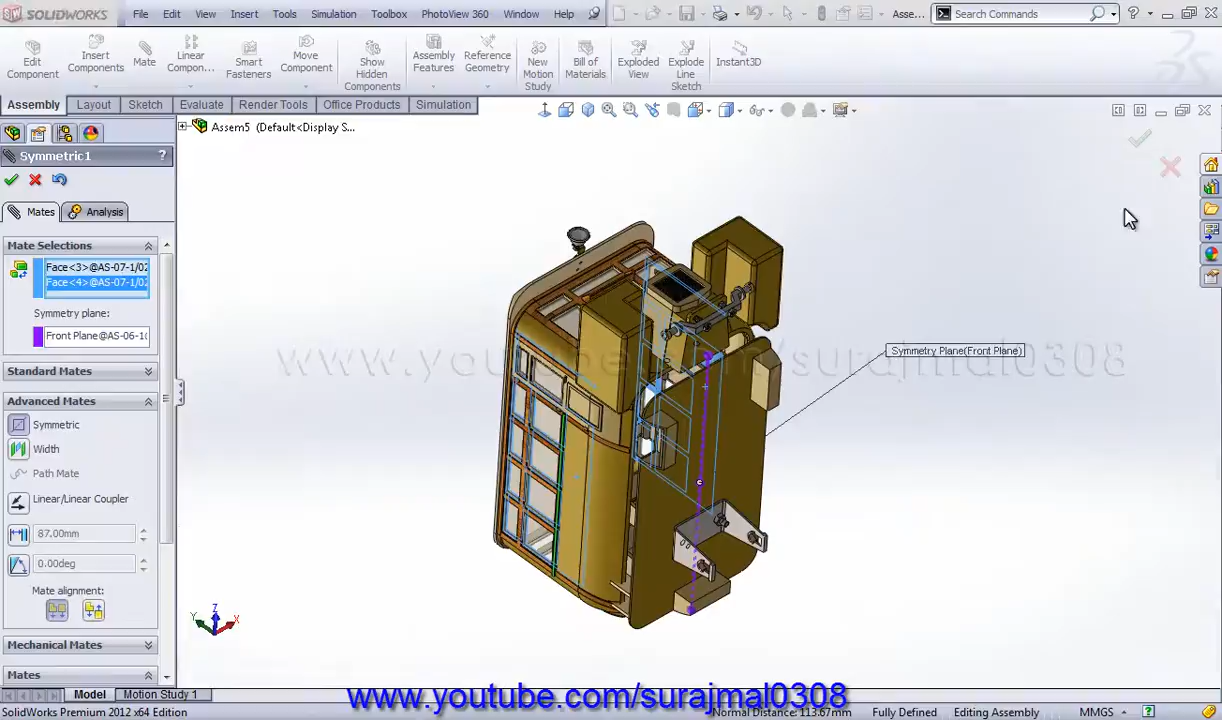 SOLIDWORKS
File Edit View Insert Tools Simulation Toolbox PhotoView 360 Window Help
Asse...
Search Commands
Edit Component
Insert Components
Mate
Linear Compon...
Smart Fasteners
Move Component
Show Hidden Components
Assembly Features
Reference Geometry
New Motion Study
Bill of Materials
Exploded View
Explode Line Sketch
Instant3D
Assembly Layout Sketch Evaluate Render Tools Office Products Simulation
Assem5 (Default<Display S...
Symmetric1
?
Mates Analysis
Mate Selections
Face<3>@AS-07-1/02
Face<4>@AS-07-1/02
Symmetry plane:
Front Plane@AS-06-1(
Standard Mates
Advanced Mates
Symmetric
Width
Path Mate
Linear/Linear Coupler
87.00mm
0.00deg
Mate alignment:
Mechanical Mates
Mates
Symmetry Plane(Front Plane)
www.youtube.com/surajmal0308
Z
Y
X
Model Motion Study 1
www.youtube.com/surajmal0308
SolidWorks Premium 2012 x64 Edition
Normal Distance: 113.67mm Fully Defined Editing Assembly MMGS